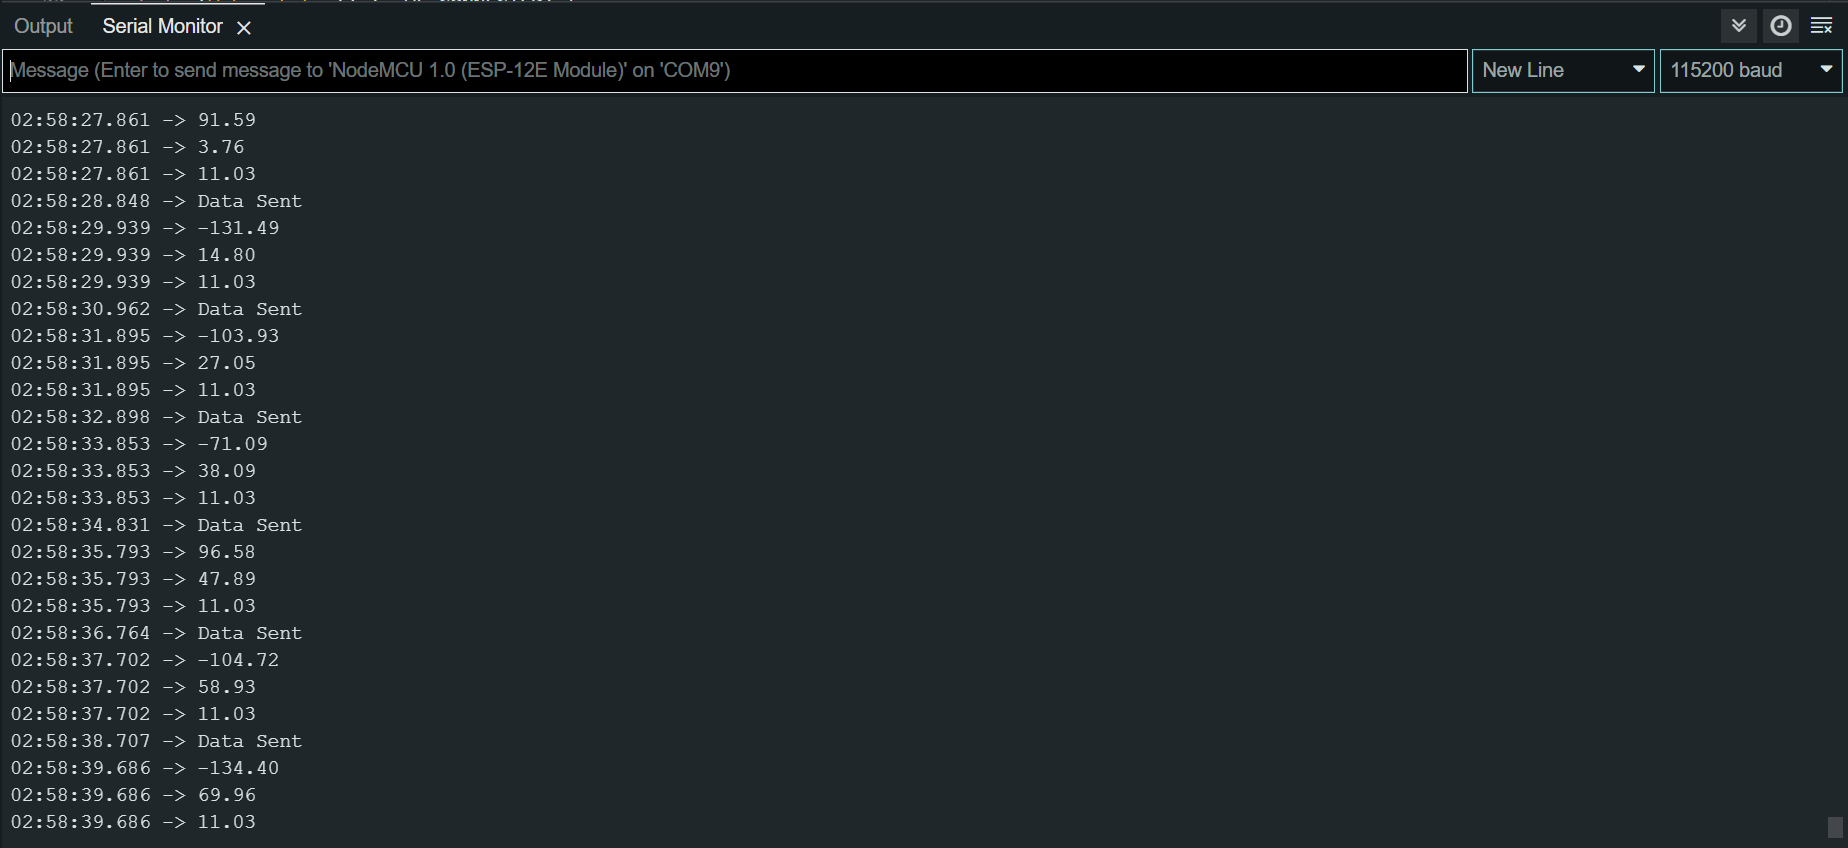 Output Serial Monitor
Message (Enter to send message to 'NodeMCU 1.0 (ESP-12E Module)' on 'COM9') New Line 115200 baud
02:58:27.861 -> 91.59
02:58:27.861 -> 3.76
02:58:27.861 -> 11.03
02:58:28.848 -> Data Sent
02:58:29.939 -> -131.49
02:58:29.939 -> 14.80
02:58:29.939 -> 11.03
02:58:30.962 -> Data Sent
02:58:31.895 -> -103.93
02:58:31.895 -> 27.05
02:58:31.895 -> 11.03
02:58:32.898 -> Data Sent
02:58:33.853 -> -71.09
02:58:33.853 -> 38.09
02:58:33.853 -> 11.03
02:58:34.831 -> Data Sent
02:58:35.793 -> 96.58
02:58:35.793 -> 47.89
02:58:35.793 -> 11.03
02:58:36.764 -> Data Sent
02:58:37.702 -> -104.72
02:58:37.702 -> 58.93
02:58:37.702 -> 11.03
02:58:38.707 -> Data Sent
02:58:39.686 -> -134.40
02:58:39.686 -> 69.96
02:58:39.686 -> 11.03